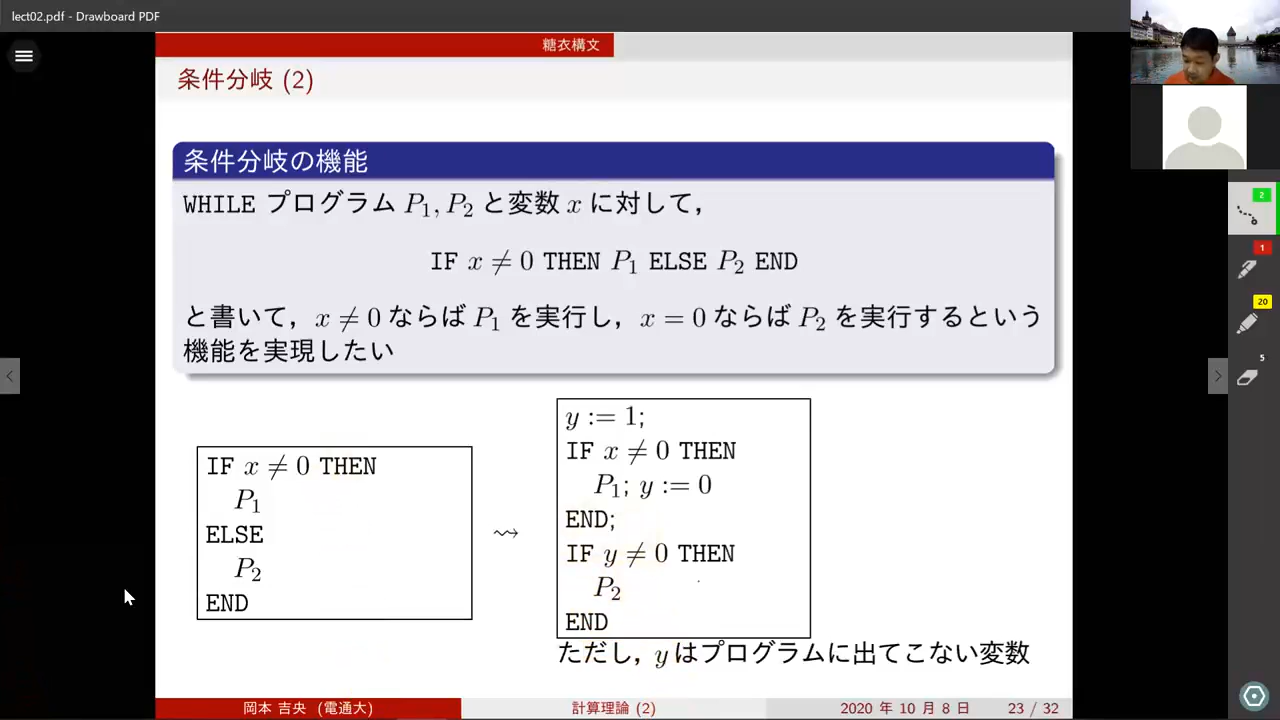 lect02.pdf - Drawboard PDF
糖衣構文
条件分岐 (2)
条件分岐の機能
WHILE プログラム P₁, P₂ と変数 x に対して，
IF x ≠ 0 THEN P₁ ELSE P₂ END
と書いて，x ≠ 0 ならば P₁ を実行し，x = 0 ならば P₂ を実行するという
機能を実現したい
IF x ≠ 0 THEN
P₁
ELSE
P₂
END
⇝
y := 1;
IF x ≠ 0 THEN
P₁; y := 0
END;
IF y ≠ 0 THEN
P₂
END
ただし，y はプログラムに出てこない変数
岡本 吉央 (電通大)
計算理論 (2)
2020 年 10 月 8 日
23 / 32
2
1
20
5